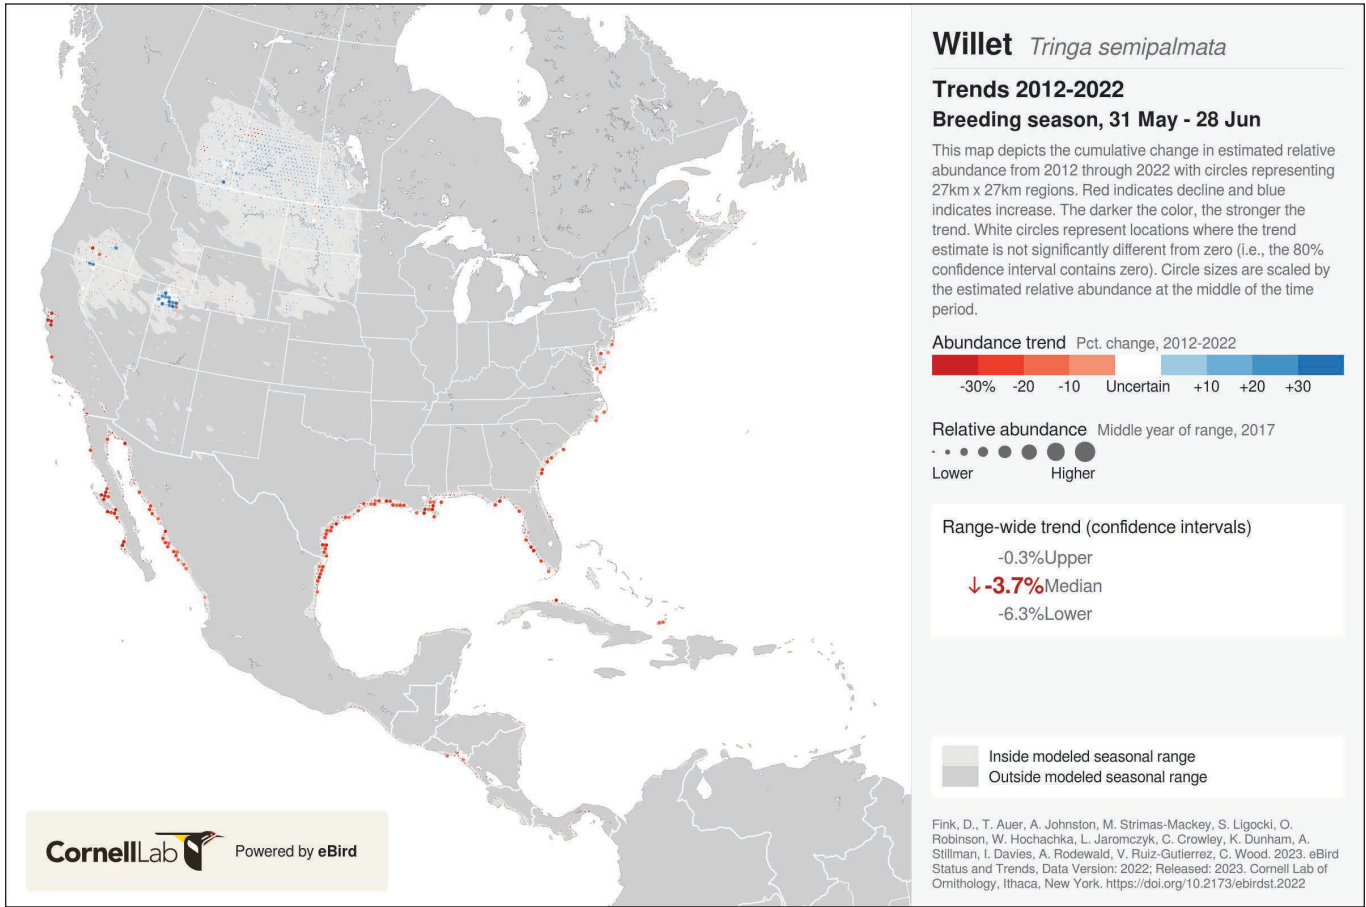 Willet Tringa semipalmata
Trends 2012-2022
Breeding season, 31 May - 28 Jun
This map depicts the cumulative change in estimated relative
abundance from 2012 through 2022 with circles representing
27km x 27km regions. Red indicates decline and blue
indicates increase. The darker the color, the stronger the
trend. White circles represent locations where the trend
estimate is not significantly different from zero (i.e., the 80%
confidence interval contains zero). Circle sizes are scaled by
the estimated relative abundance at the middle of the time
period.
Abundance trend Pct. change, 2012-2022
-30% -20 -10 Uncertain +10 +20 +30
Relative abundance Middle year of range, 2017
Lower Higher
Range-wide trend (confidence intervals)
-0.3% Upper
↓-3.7% Median
-6.3% Lower
Inside modeled seasonal range
Outside modeled seasonal range
Fink, D., T. Auer, A. Johnston, M. Strimas-Mackey, S. Ligocki, O.
Robinson, W. Hochachka, L. Jaromczyk, C. Crowley, K. Dunham, A.
Stillman, I. Davies, A. Rodewald, V. Ruiz-Gutierrez, C. Wood. 2023. eBird
Status and Trends, Data Version: 2022; Released: 2023. Cornell Lab of
Ornithology, Ithaca, New York. https://doi.org/10.2173/ebirdst.2022
CornellLab Powered by eBird